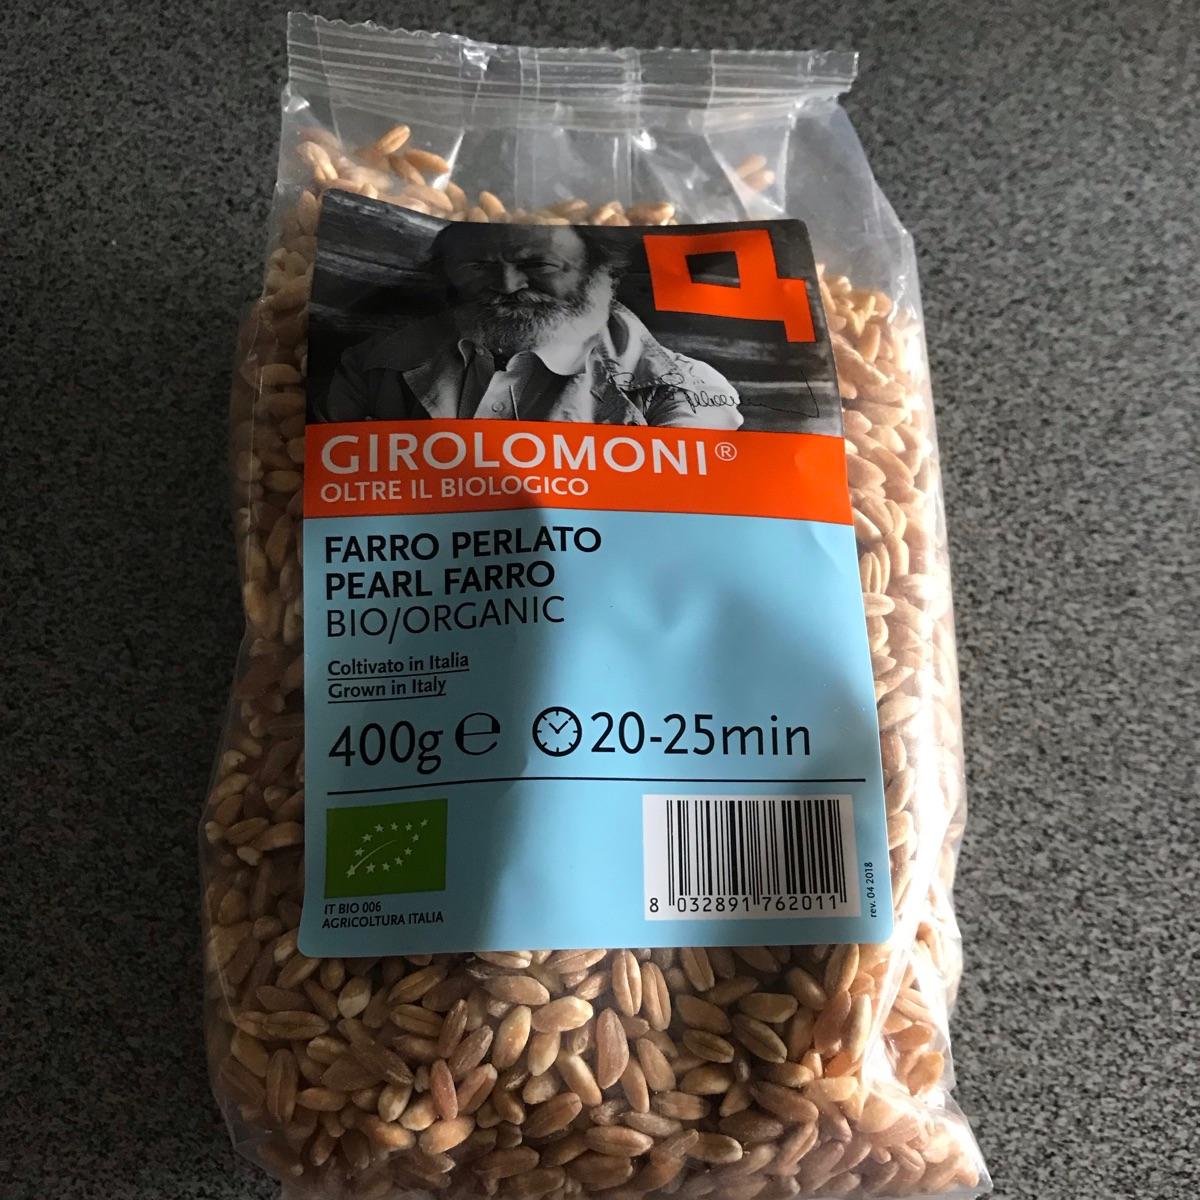 GIROLOMONI®
OLTRE IL BIOLOGICO
FARRO PERLATO
PEARL FARRO
BIO/ORGANIC
Coltivato in Italia
Grown in Italy
400g ℮ 20-25min
IT BIO 006
AGRICOLTURA ITALIA
8 032891 762011
rev. 04 2018